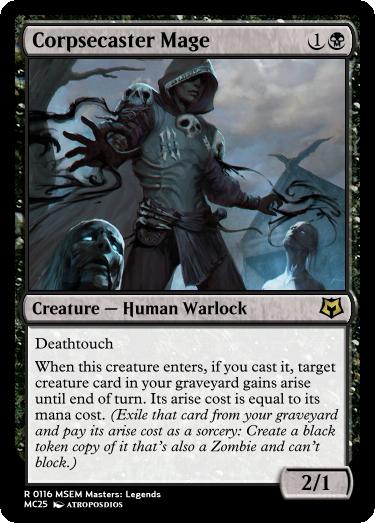 Corpsecaster Mage 1
Creature — Human Warlock
Deathtouch
When this creature enters, if you cast it, target
creature card in your graveyard gains arise
until end of turn. Its arise cost is equal to its
mana cost. (Exile that card from your graveyard
and pay its arise cost as a sorcery: Create a black
token copy of it that's also a Zombie and can't
block.)
2/1
R 0116 MSEM Masters: Legends
MC25 ATROPOSDIOS